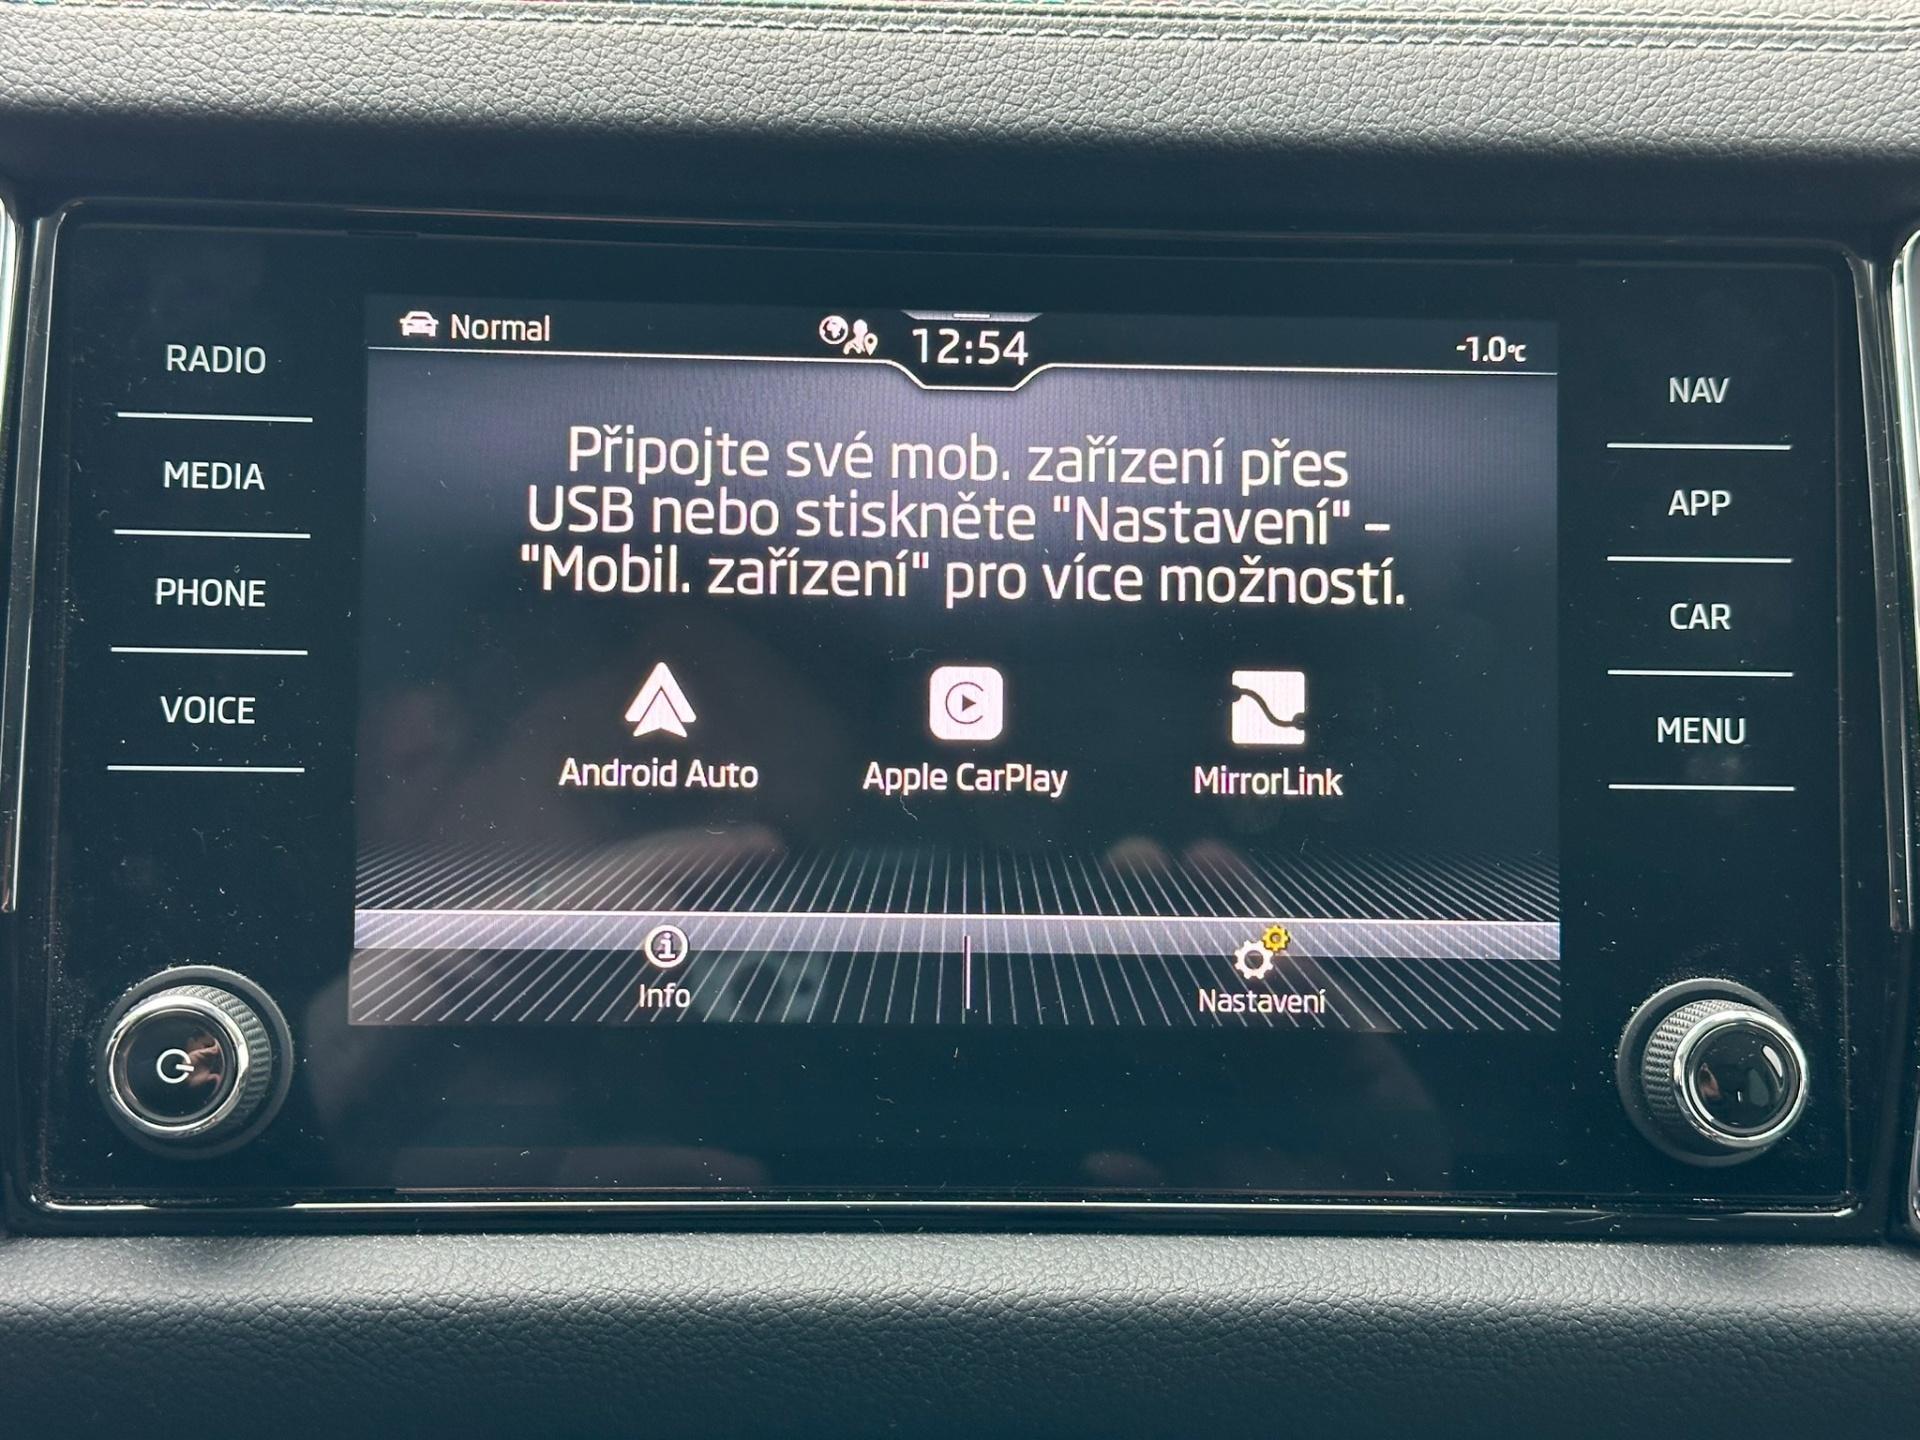 Normal
12:54
-1.0°C
RADIO
MEDIA
PHONE
VOICE
Připojte své mob. zařízení přes
USB nebo stiskněte "Nastavení" –
"Mobil. zařízení" pro více možností.
Android Auto
Apple CarPlay
MirrorLink
Info
Nastavení
NAV
APP
CAR
MENU